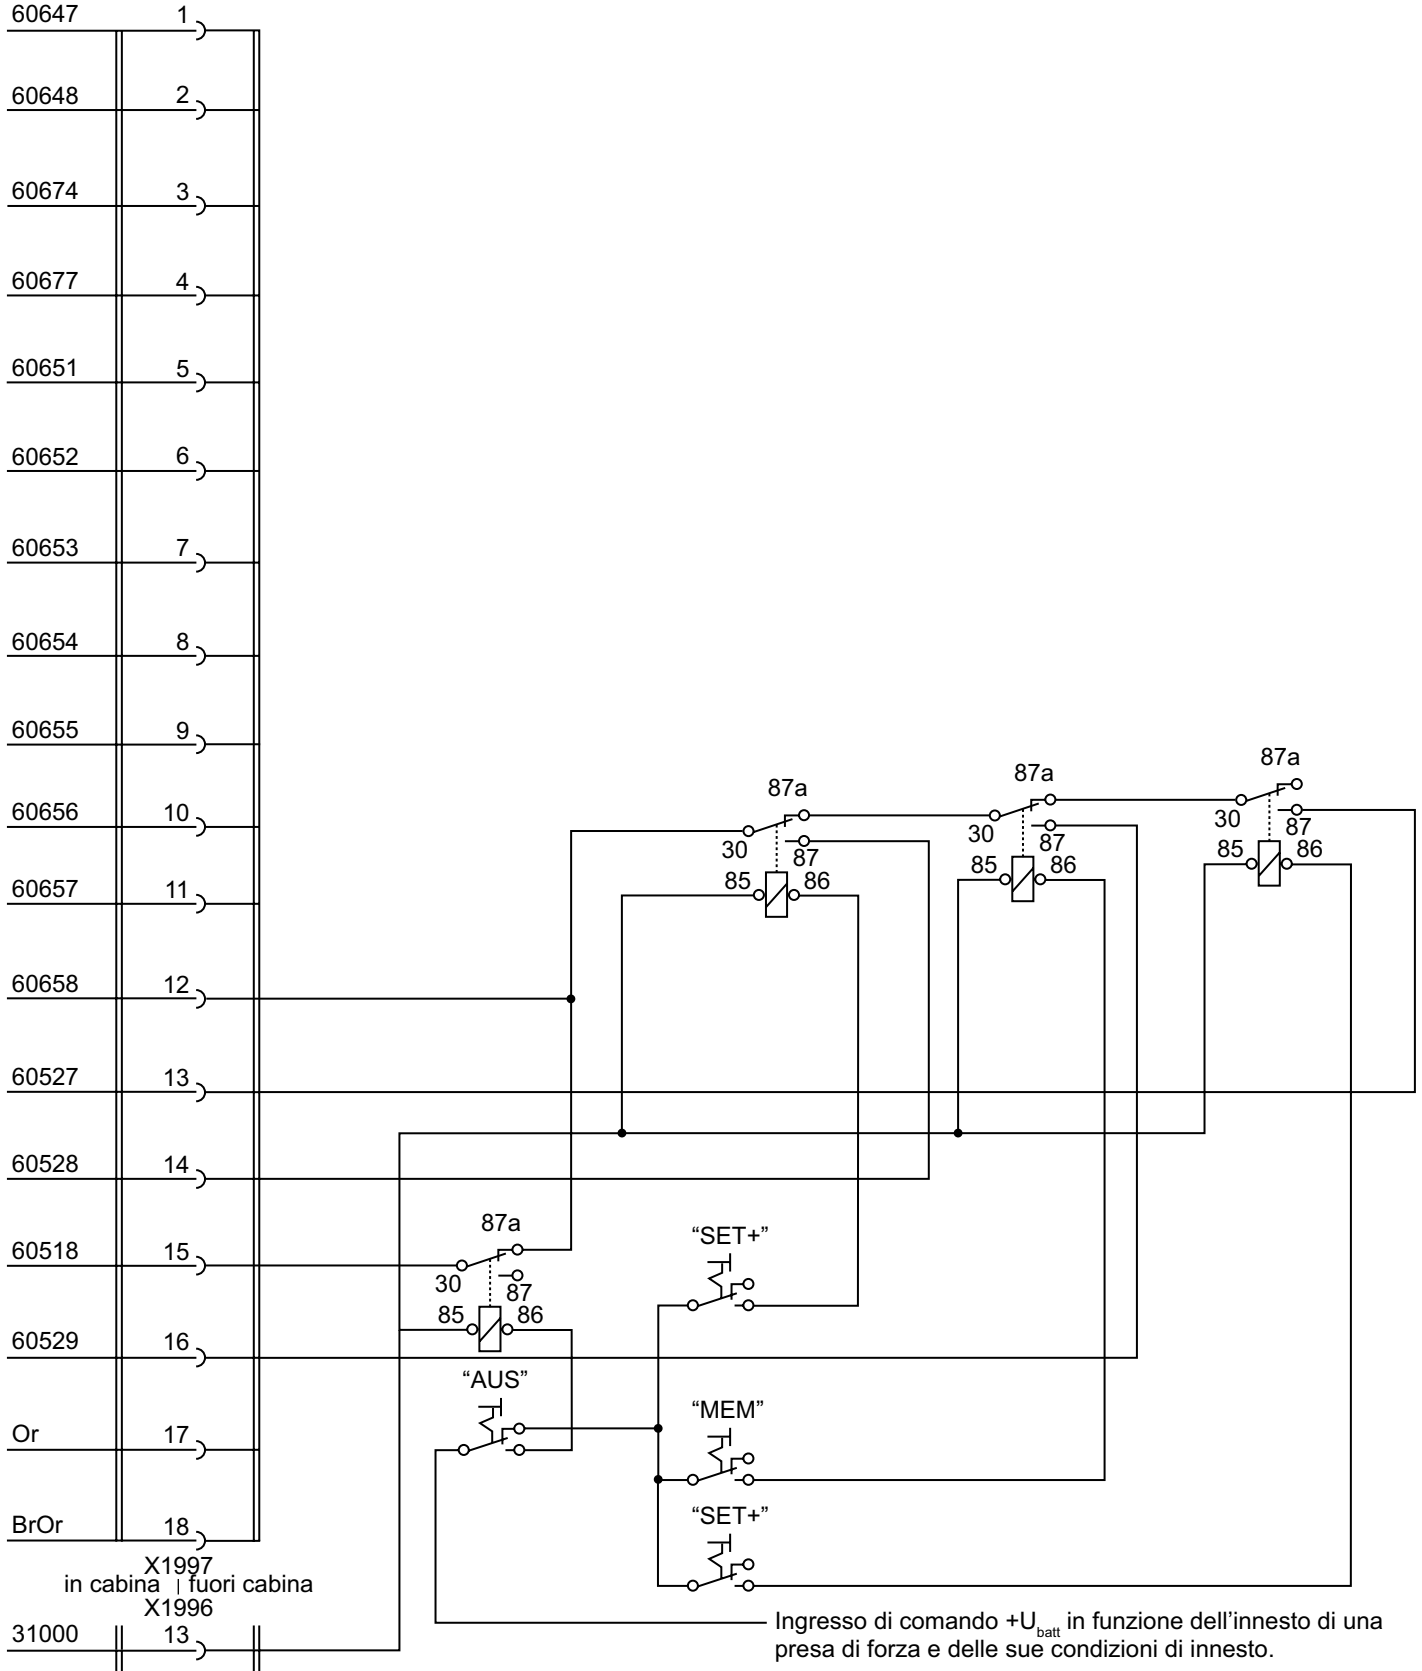 60647 1
60648 2
60674 3
60677 4
60651 5
60652 6
60653 7
60654 8
60655 9
87a
87a
87a
60656 10
30 87
30 87
30 87
85 86
85 86
85 86
60657 11
60658 12
60527 13
60528 14
87a
“SET+”
60518 15
30 87
85 86
60529 16
“AUS”
“MEM”
Or 17
“SET+”
BrOr 18
X1997
in cabina | fuori cabina
X1996
31000 13
Ingresso di comando +Ubatt in funzione dell’innesto di una
presa di forza e delle sue condizioni di innesto.